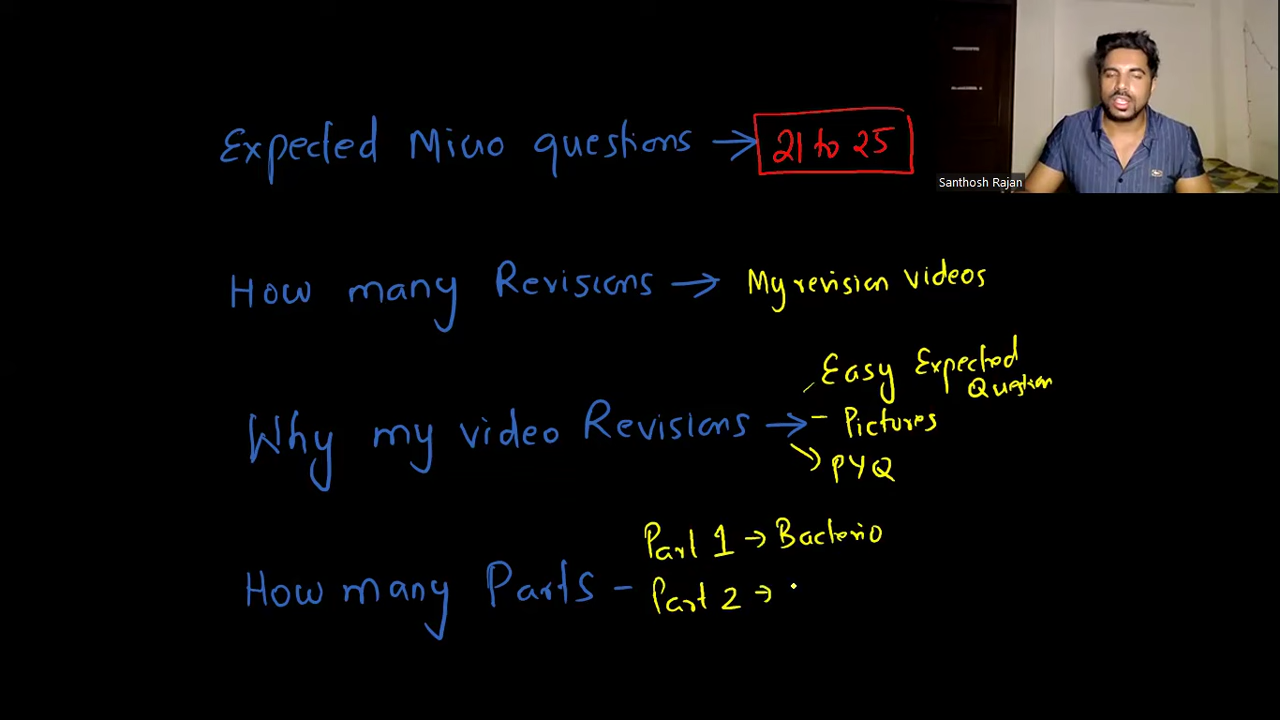 Expected Micro questions → 21 to 25
Santhosh Rajan
How many Revisions → My revision videos
Why my video Revisions → Easy Expected Question
- Pictures
PYQ
How many Parts - Part 1 → Bacterio
Part 2 →